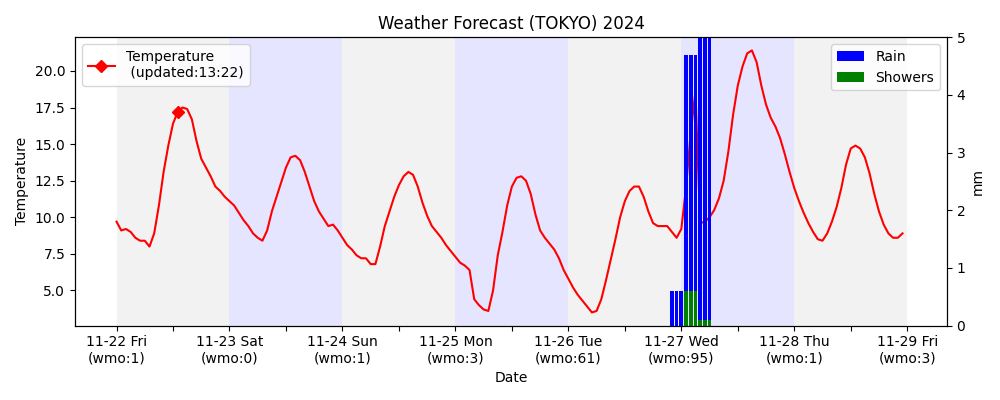 Weather Forecast (TOKYO) 2024
Temperature
(updated:13:22)
Rain
Showers
Temperature
20.0
17.5
15.0
12.5
10.0
7.5
5.0
5
4
3
2
1
0
mm
11-22 Fri
(wmo:1)
11-23 Sat
(wmo:0)
11-24 Sun
(wmo:1)
11-25 Mon
(wmo:3)
11-26 Tue
(wmo:61)
11-27 Wed
(wmo:95)
11-28 Thu
(wmo:1)
11-29 Fri
(wmo:3)
Date